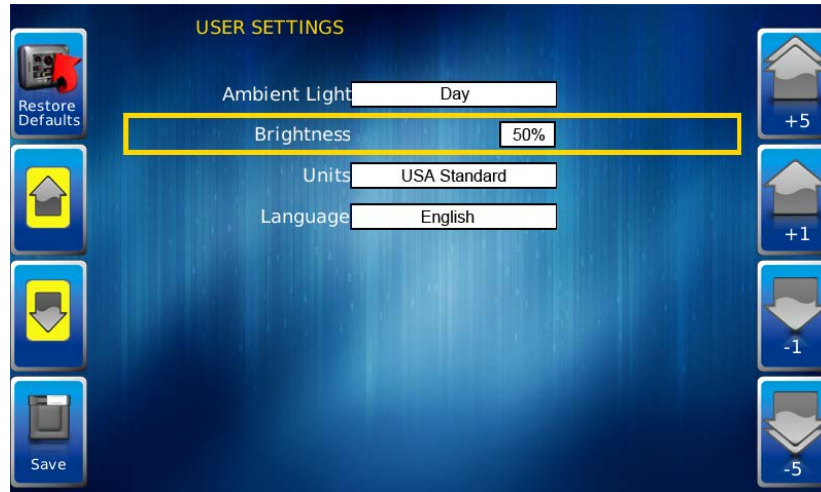 USER SETTINGS
Restore
Defaults
Ambient Light Day
+5
Brightness 50%
Units USA Standard
+1
Language English
-1
Save
-5